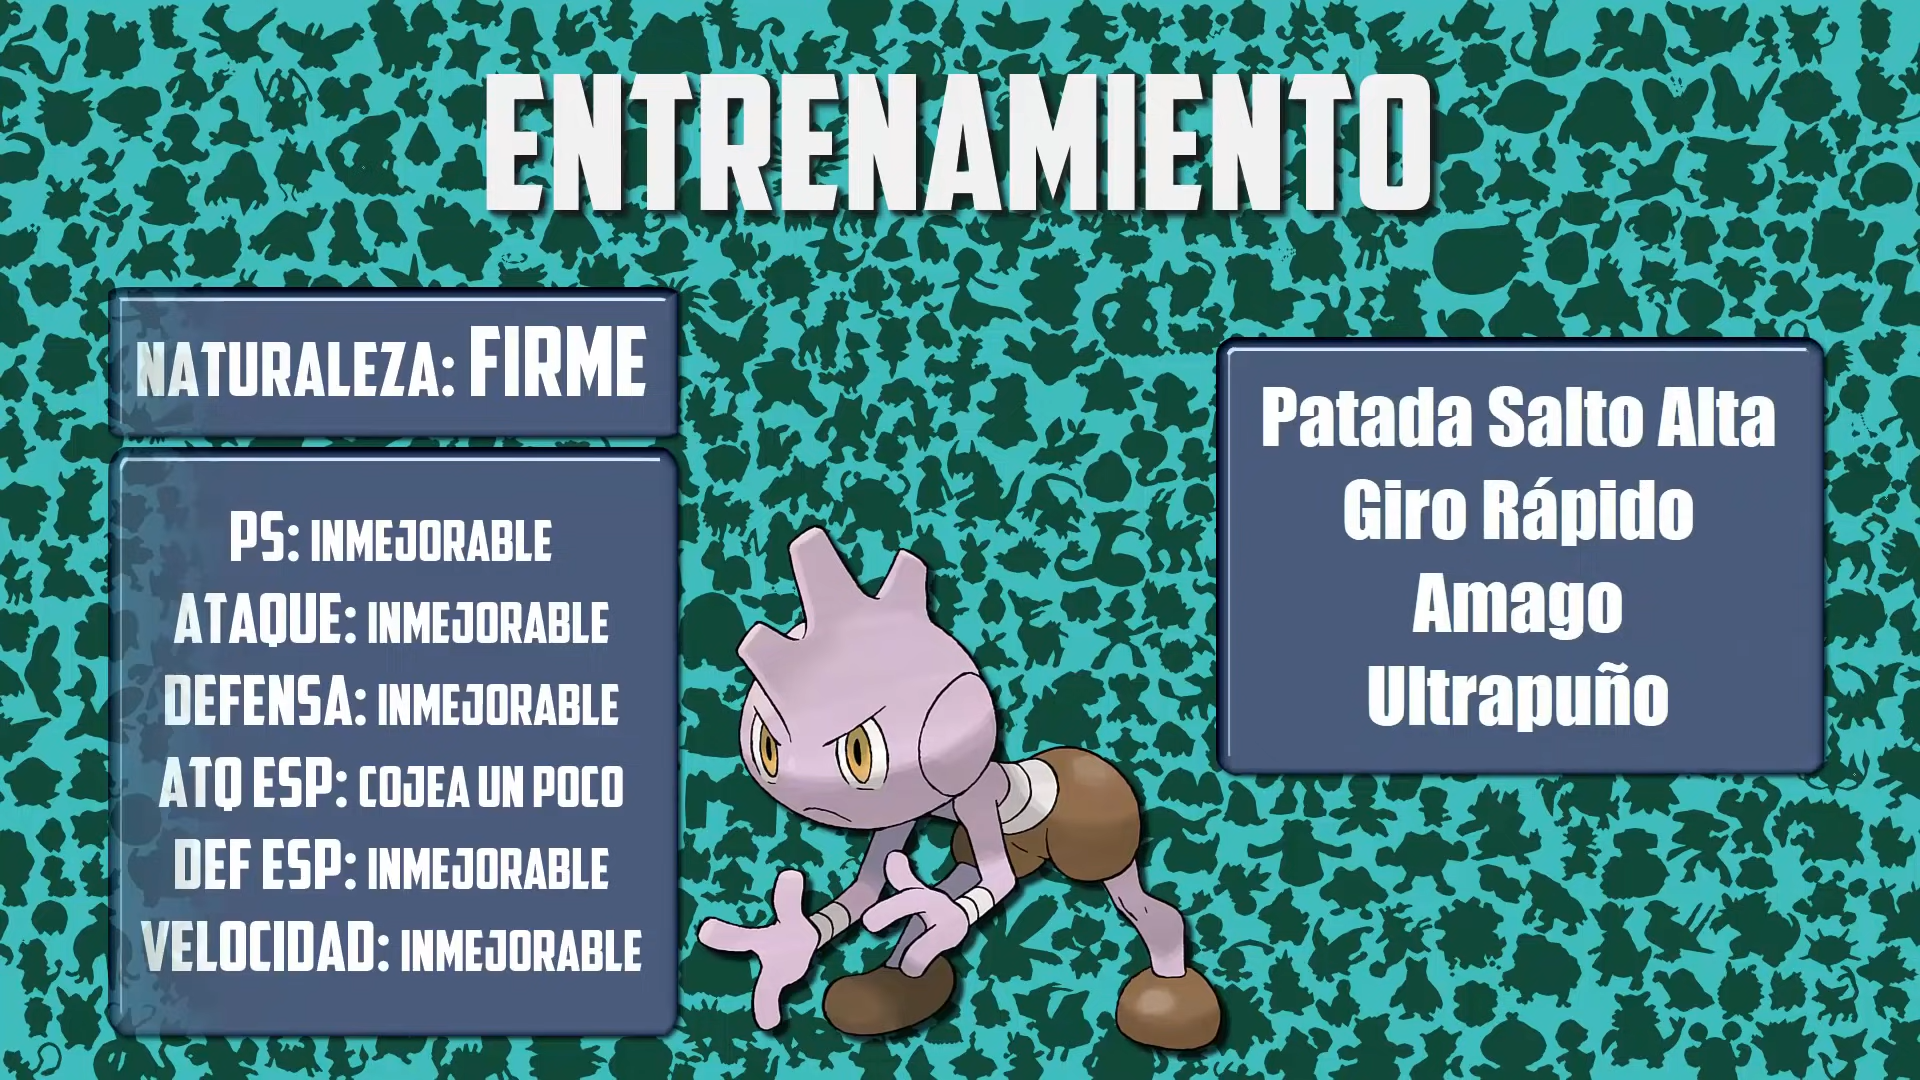 ENTRENAMIENTO
NATURALEZA: FIRME
PS: INMEJORABLE
ATAQUE: INMEJORABLE
DEFENSA: INMEJORABLE
ATQ ESP: COJEA UN POCO
DEF ESP: INMEJORABLE
VELOCIDAD: INMEJORABLE
Patada Salto Alta
Giro Rápido
Amago
Ultrapuño